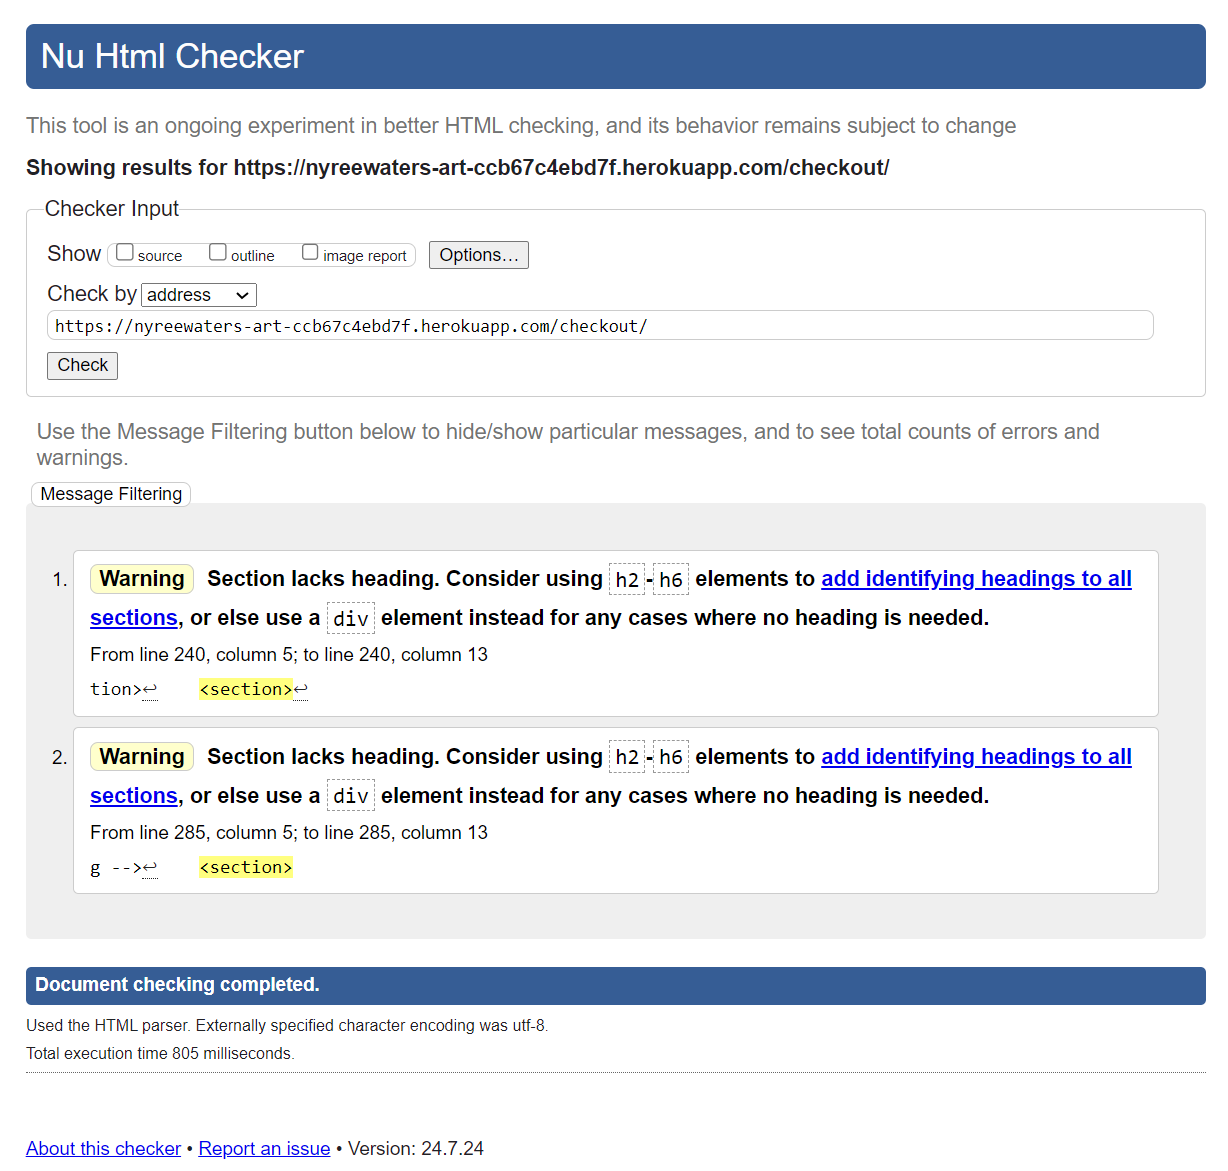 Nu Html Checker
This tool is an ongoing experiment in better HTML checking, and its behavior remains subject to change
Showing results for https://nyreewaters-art-ccb67c4ebd7f.herokuapp.com/checkout/
Checker Input
Show source outline image report Options…
Check by address
https://nyreewaters-art-ccb67c4ebd7f.herokuapp.com/checkout/
Check
Use the Message Filtering button below to hide/show particular messages, and to see total counts of errors and
warnings.
Message Filtering
1. Warning Section lacks heading. Consider using h2-h6 elements to add identifying headings to all
sections, or else use a div element instead for any cases where no heading is needed.
From line 240, column 5; to line 240, column 13
tion>↩ <section>↩
2. Warning Section lacks heading. Consider using h2-h6 elements to add identifying headings to all
sections, or else use a div element instead for any cases where no heading is needed.
From line 285, column 5; to line 285, column 13
g -->↩ <section>
Document checking completed.
Used the HTML parser. Externally specified character encoding was utf-8.
Total execution time 805 milliseconds.
About this checker • Report an issue • Version: 24.7.24